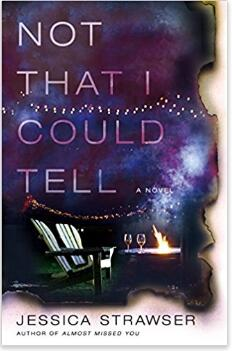 NOT
THAT I
COULD
TELL
A NOVEL
JESSICA STRAWSER
AUTHOR OF ALMOST MISSED YOU